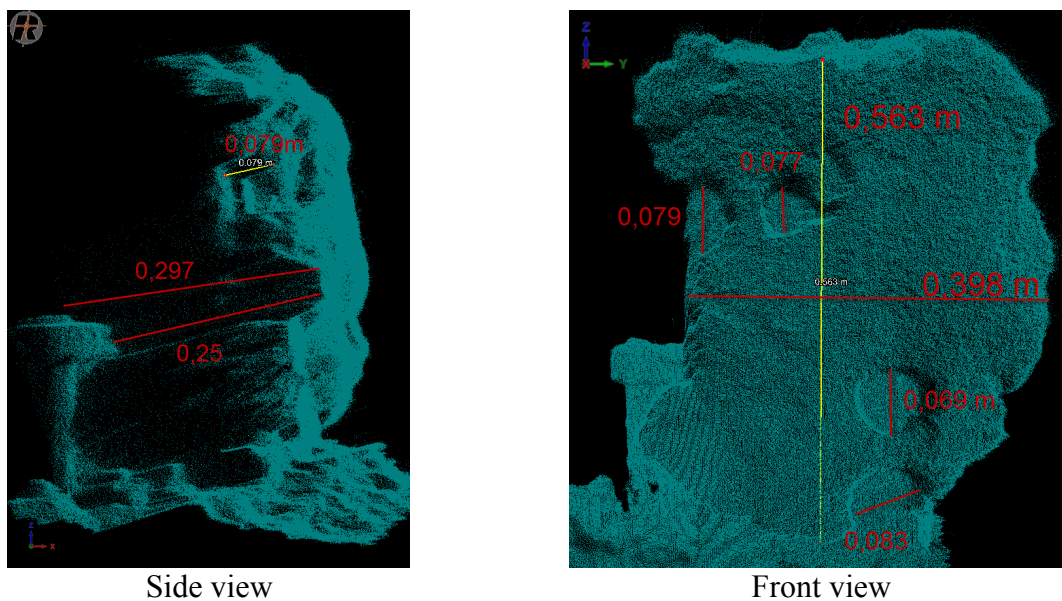 0,079m
0.079 m
0,297
0,25
Z
X
Side view
Z
X
Y
0,563 m
0,077
0,079
0.563 m
0,398 m
0,069 m
0,083
Front view